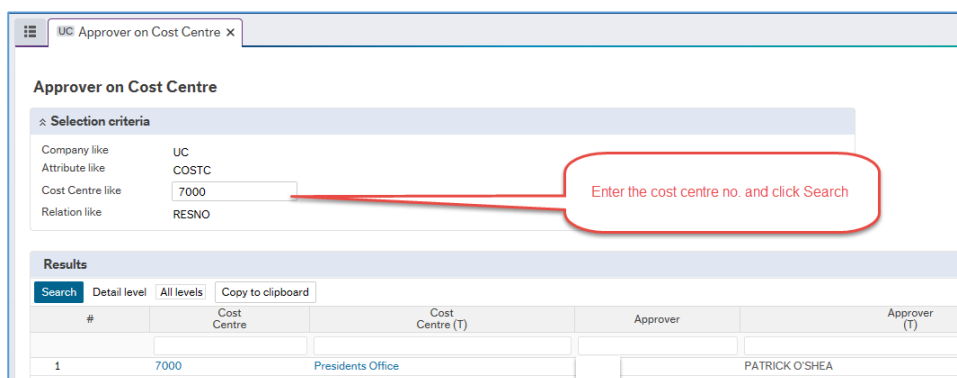 UC Approver on Cost Centre ×
Approver on Cost Centre
Selection criteria
Company like UC
Attribute like COSTC
Cost Centre like 7000
Relation like RESNO
Enter the cost centre no. and click Search
Results
Search Detail level All levels Copy to clipboard
# Cost Centre Cost Centre (T) Approver Approver (T)
1 7000 Presidents Office PATRICK O'SHEA